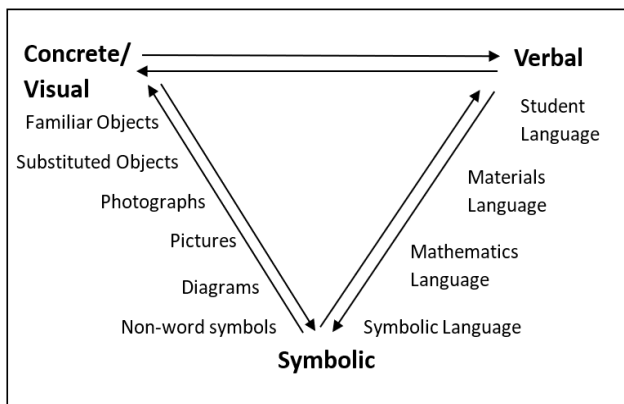 Concrete/
Visual
Verbal
Familiar Objects
Substituted Objects
Photographs
Pictures
Diagrams
Non-word symbols
Student
Language
Materials
Language
Mathematics
Language
Symbolic Language
Symbolic